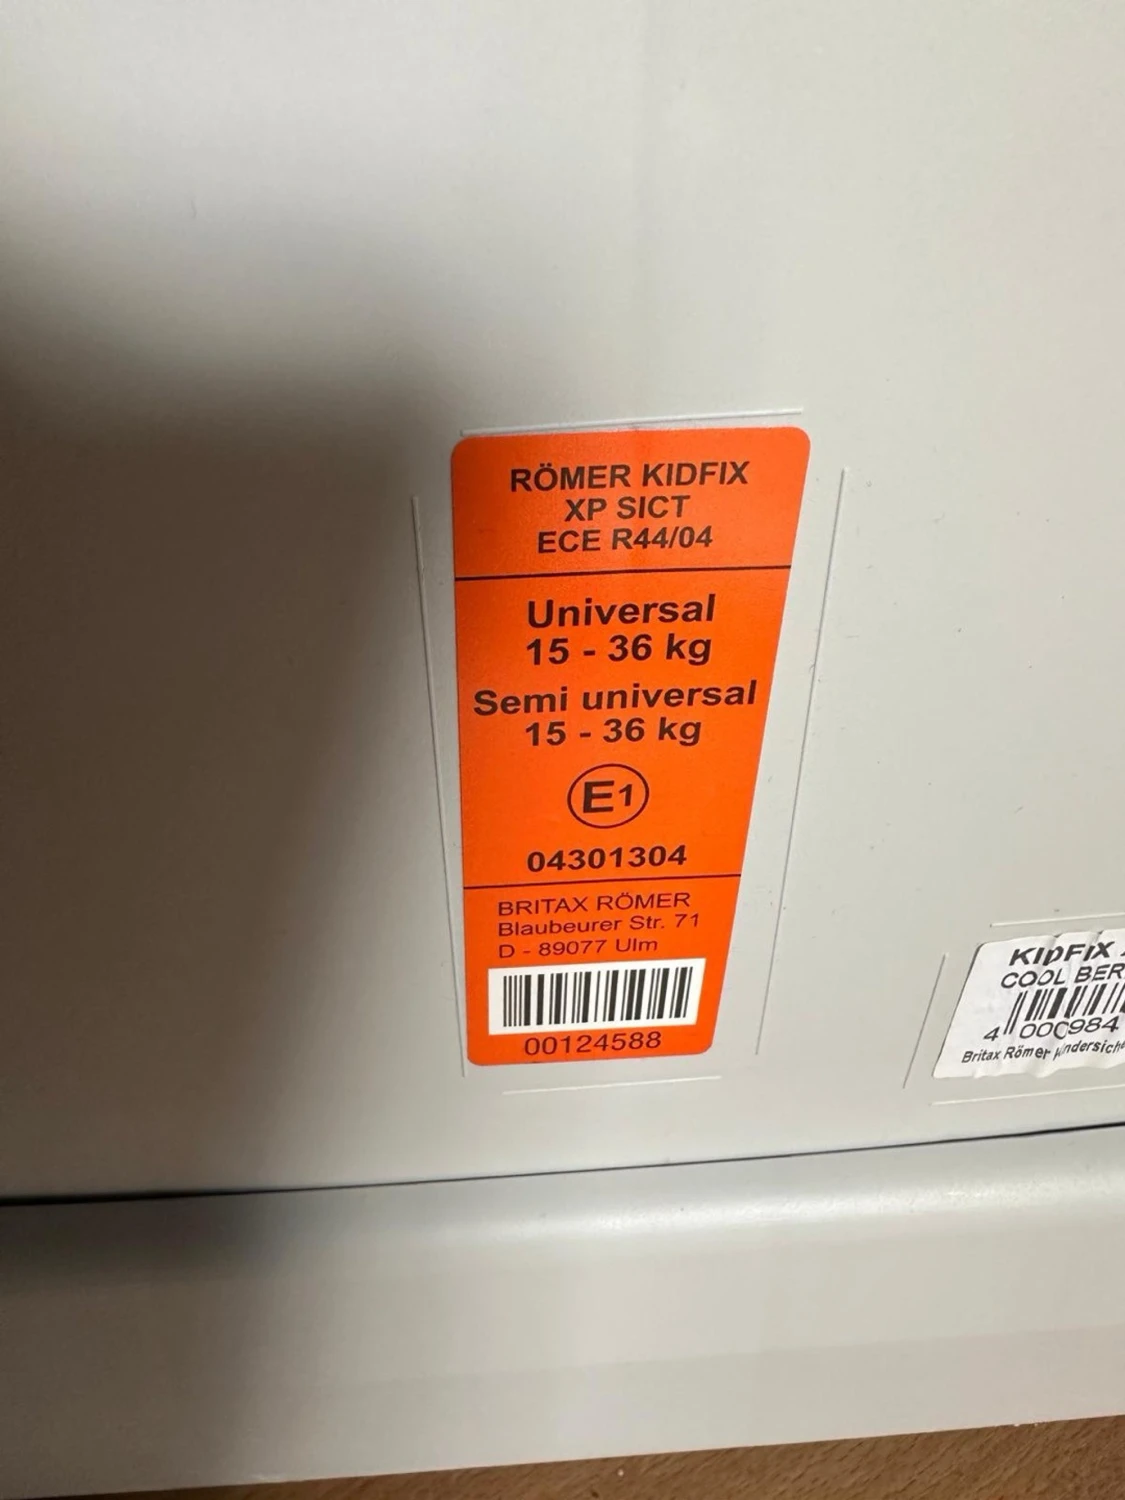 RÖMER KIDFIX
XP SICT
ECE R44/04
Universal
15 - 36 kg
Semi universal
15 - 36 kg
E1
04301304
BRITAX RÖMER
Blaubeurer Str. 71
D - 89077 Ulm
00124588
KIDFIX
COOL
4 000984
Britax Römer